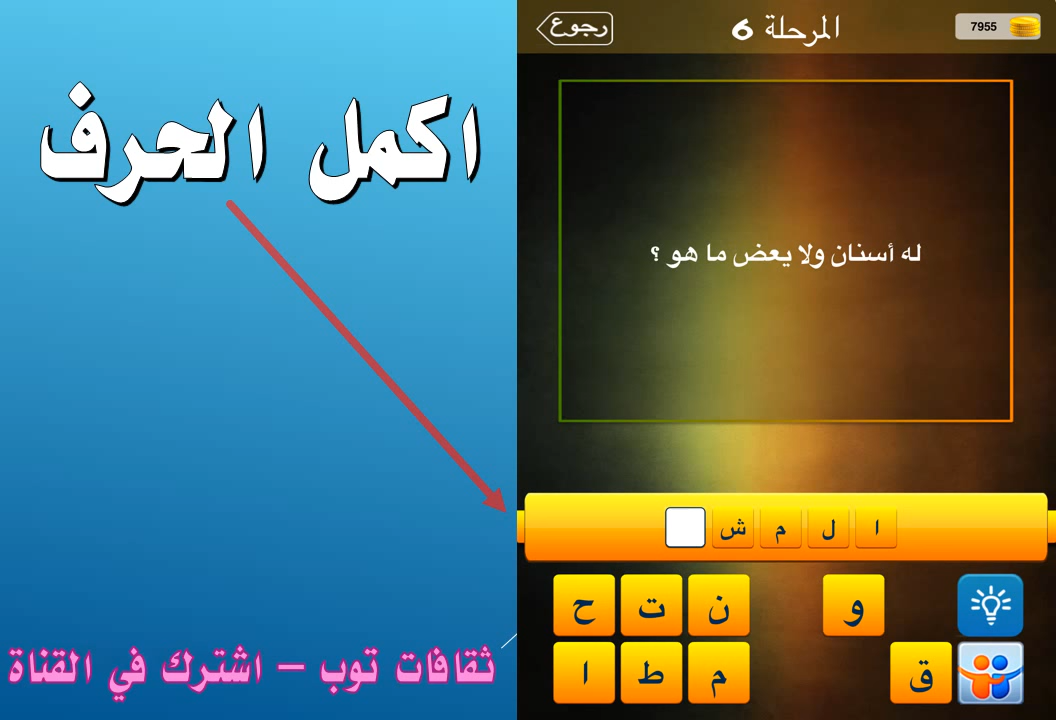 اكمل الحرف
ثقافات توب – اشترك في القناة
رجوع
المرحلة 6
7955
له أسنان ولا يعض ما هو ؟
ا ل م ش
ح ت ن و
ا ط م ق